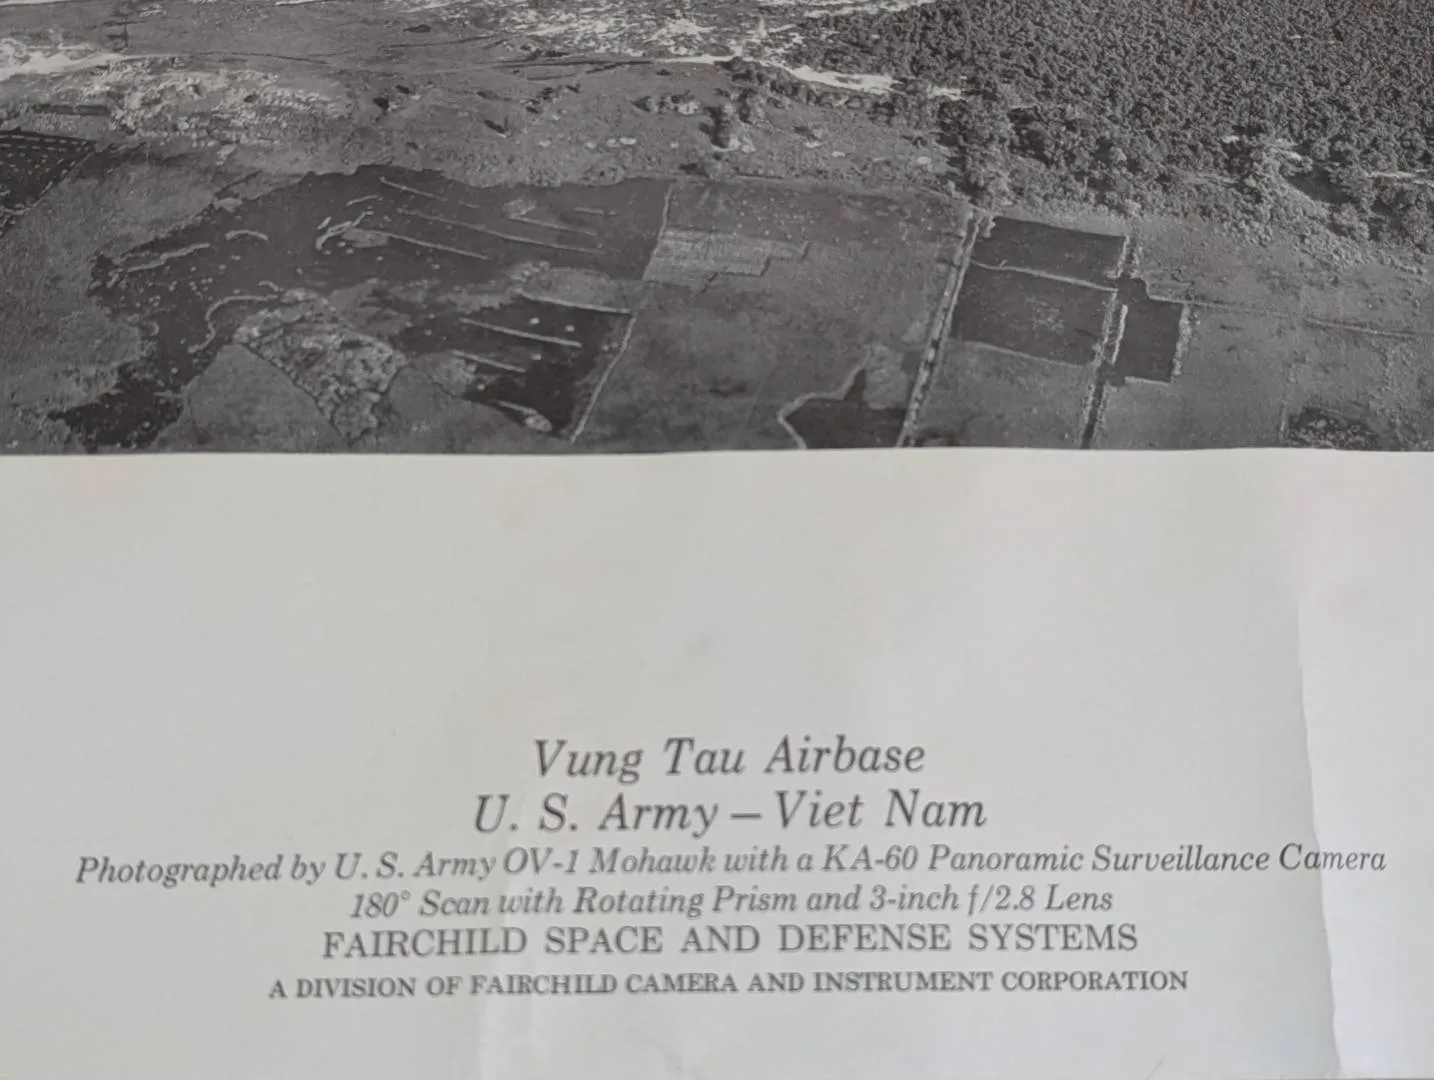 Vung Tau Airbase
U. S. Army – Viet Nam
Photographed by U. S. Army OV-1 Mohawk with a KA-60 Panoramic Surveillance Camera
180° Scan with Rotating Prism and 3-inch f/2.8 Lens
FAIRCHILD SPACE AND DEFENSE SYSTEMS
A DIVISION OF FAIRCHILD CAMERA AND INSTRUMENT CORPORATION